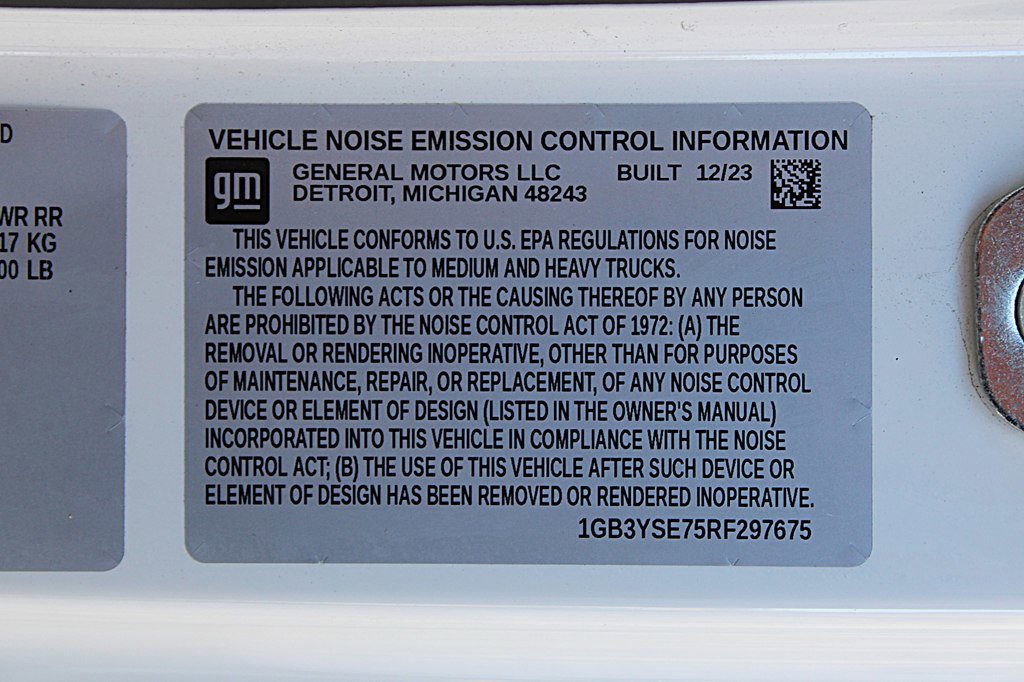 D
WR RR
17 KG
00 LB
VEHICLE NOISE EMISSION CONTROL INFORMATION
gm
GENERAL MOTORS LLC BUILT 12/23
DETROIT, MICHIGAN 48243
THIS VEHICLE CONFORMS TO U.S. EPA REGULATIONS FOR NOISE
EMISSION APPLICABLE TO MEDIUM AND HEAVY TRUCKS.
THE FOLLOWING ACTS OR THE CAUSING THEREOF BY ANY PERSON
ARE PROHIBITED BY THE NOISE CONTROL ACT OF 1972: (A) THE
REMOVAL OR RENDERING INOPERATIVE, OTHER THAN FOR PURPOSES
OF MAINTENANCE, REPAIR, OR REPLACEMENT, OF ANY NOISE CONTROL
DEVICE OR ELEMENT OF DESIGN (LISTED IN THE OWNER'S MANUAL)
INCORPORATED INTO THIS VEHICLE IN COMPLIANCE WITH THE NOISE
CONTROL ACT; (B) THE USE OF THIS VEHICLE AFTER SUCH DEVICE OR
ELEMENT OF DESIGN HAS BEEN REMOVED OR RENDERED INOPERATIVE.
1GB3YSE75RF297675